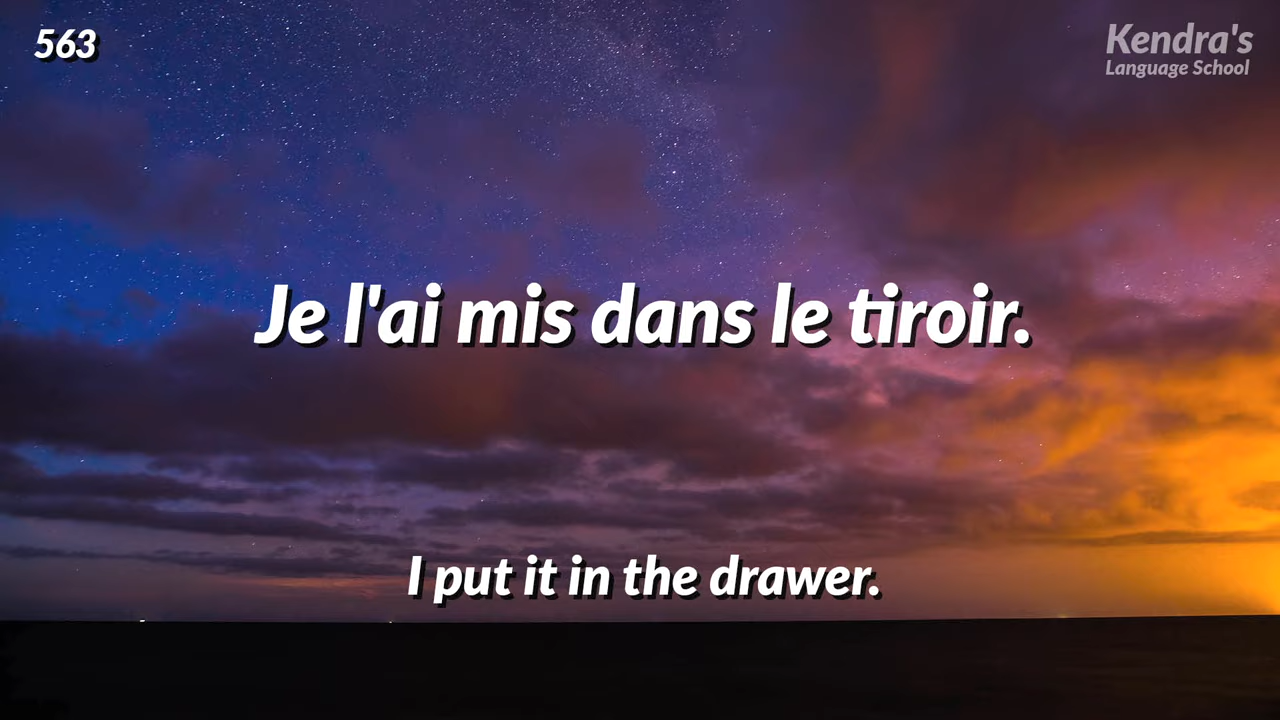 563
Kendra's
Language School
Je l'ai mis dans le tiroir.
I put it in the drawer.